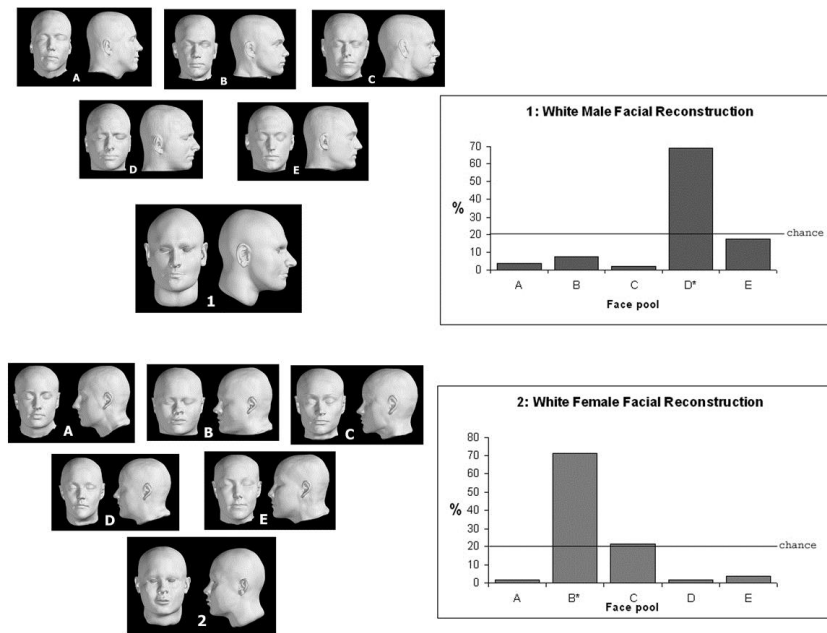 A
B
C
D
E
1
1: White Male Facial Reconstruction
70
60
50
40
30
20
10
0
%
chance
A B C D* E
Face pool
A
B
C
D
E
2
2: White Female Facial Reconstruction
80
70
60
50
40
30
20
10
0
%
chance
A B* C D E
Face pool